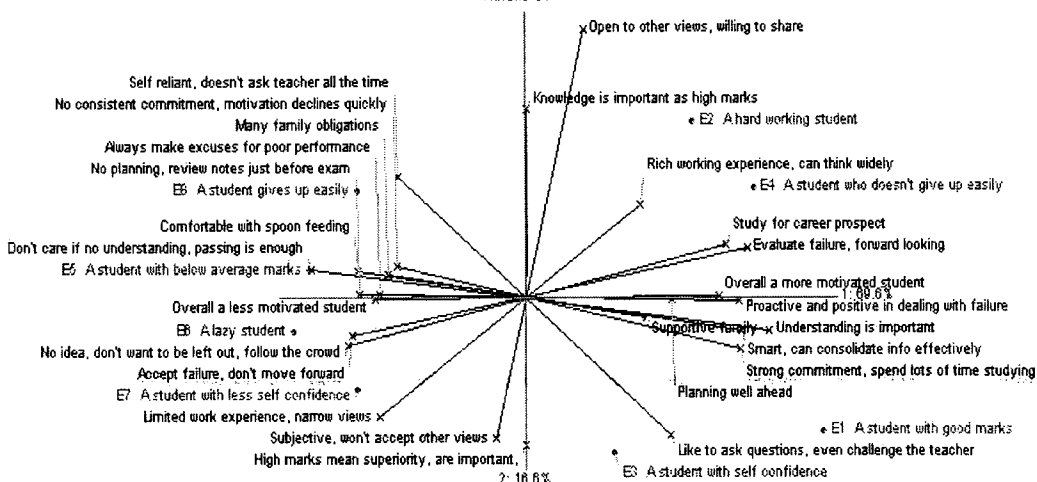 Open to other views, willing to share
Self reliant, doesn't ask teacher all the time
No consistent commitment, motivation declines quickly
Knowledge is important as high marks
Many family obligations
E2 A hard working student
Always make excuses for poor performance
No planning, review notes just before exam
Rich working experience, can think widely
E6 A student gives up easily
E4 A student who doesn't give up easily
Comfortable with spoon feeding
Study for career prospect
Don't care if no understanding, passing is enough
Evaluate failure, forward looking
E5 A student with below average marks
Overall a more motivated student
1: 69.6%
Overall a less motivated student
Proactive and positive in dealing with failure
E8 A lazy student
Supportive family
Understanding is important
No idea, don't want to be left out, follow the crowd
Smart, can consolidate info effectively
Accept failure, don't move forward
Strong commitment, spend lots of time studying
E7 A student with less self confidence
Planning well ahead
Limited work experience, narrow views
E1 A student with good marks
Subjective, won't accept other views
Like to ask questions, even challenge the teacher
High marks mean superiority, are important,
E3 A student with self confidence
2: 16.6%